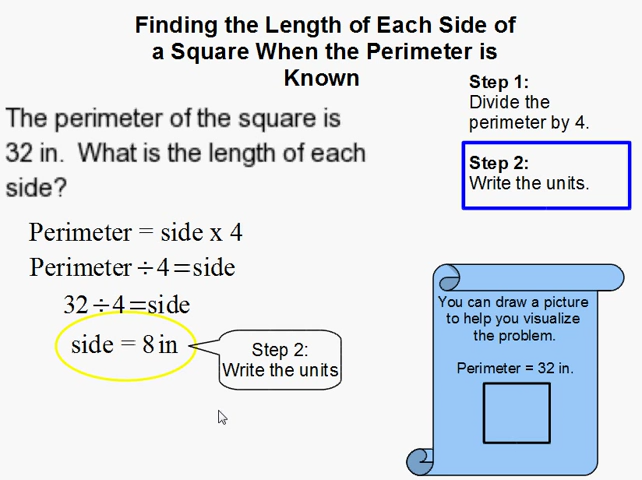 Finding the Length of Each Side of
a Square When the Perimeter is
Known
Step 1:
Divide the
perimeter by 4.
Step 2:
Write the units.
The perimeter of the square is
32 in.  What is the length of each
side?
Perimeter = side x 4
Perimeter ÷ 4 = side
32 ÷ 4 = side
side = 8 in
Step 2:
Write the units
You can draw a picture
to help you visualize
the problem.
Perimeter = 32 in.